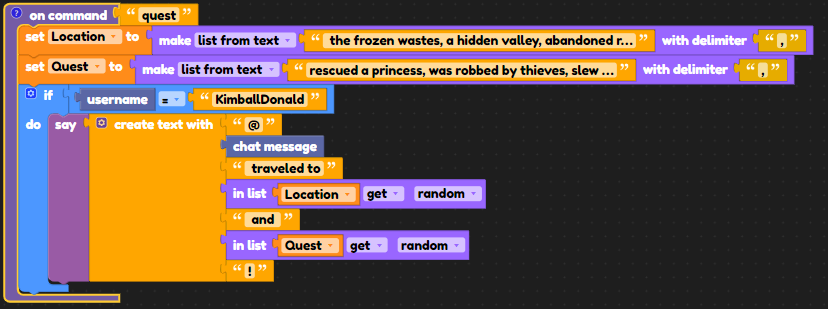 ? on command “ quest ”
set Location to make list from text “ the frozen wastes, a hidden valley, abandoned r... ” with delimiter “ , ”
set Quest to make list from text “ rescued a princess, was robbed by thieves, slew ... ” with delimiter “ , ”
if username = “ KimballDonald ”
do say create text with “ @ ”
chat message
“ traveled to ”
in list Location get random
“ and ”
in list Quest get random
“ ! ”